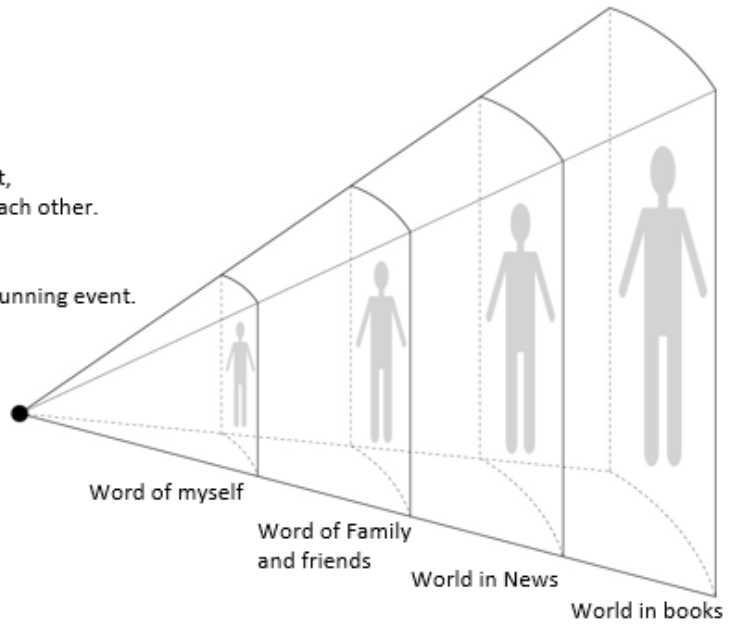 t,
ach other.
unning event.
Word of myself
Word of Family
and friends
World in News
World in books